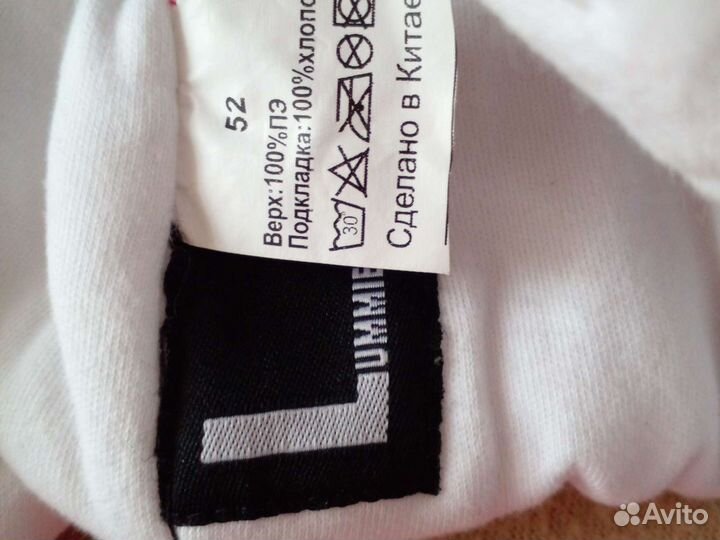 52
Верх:100%ПЭ
Подкладка:100%хлопо
30°
Сделано в Китае
LUMMIE
Avito